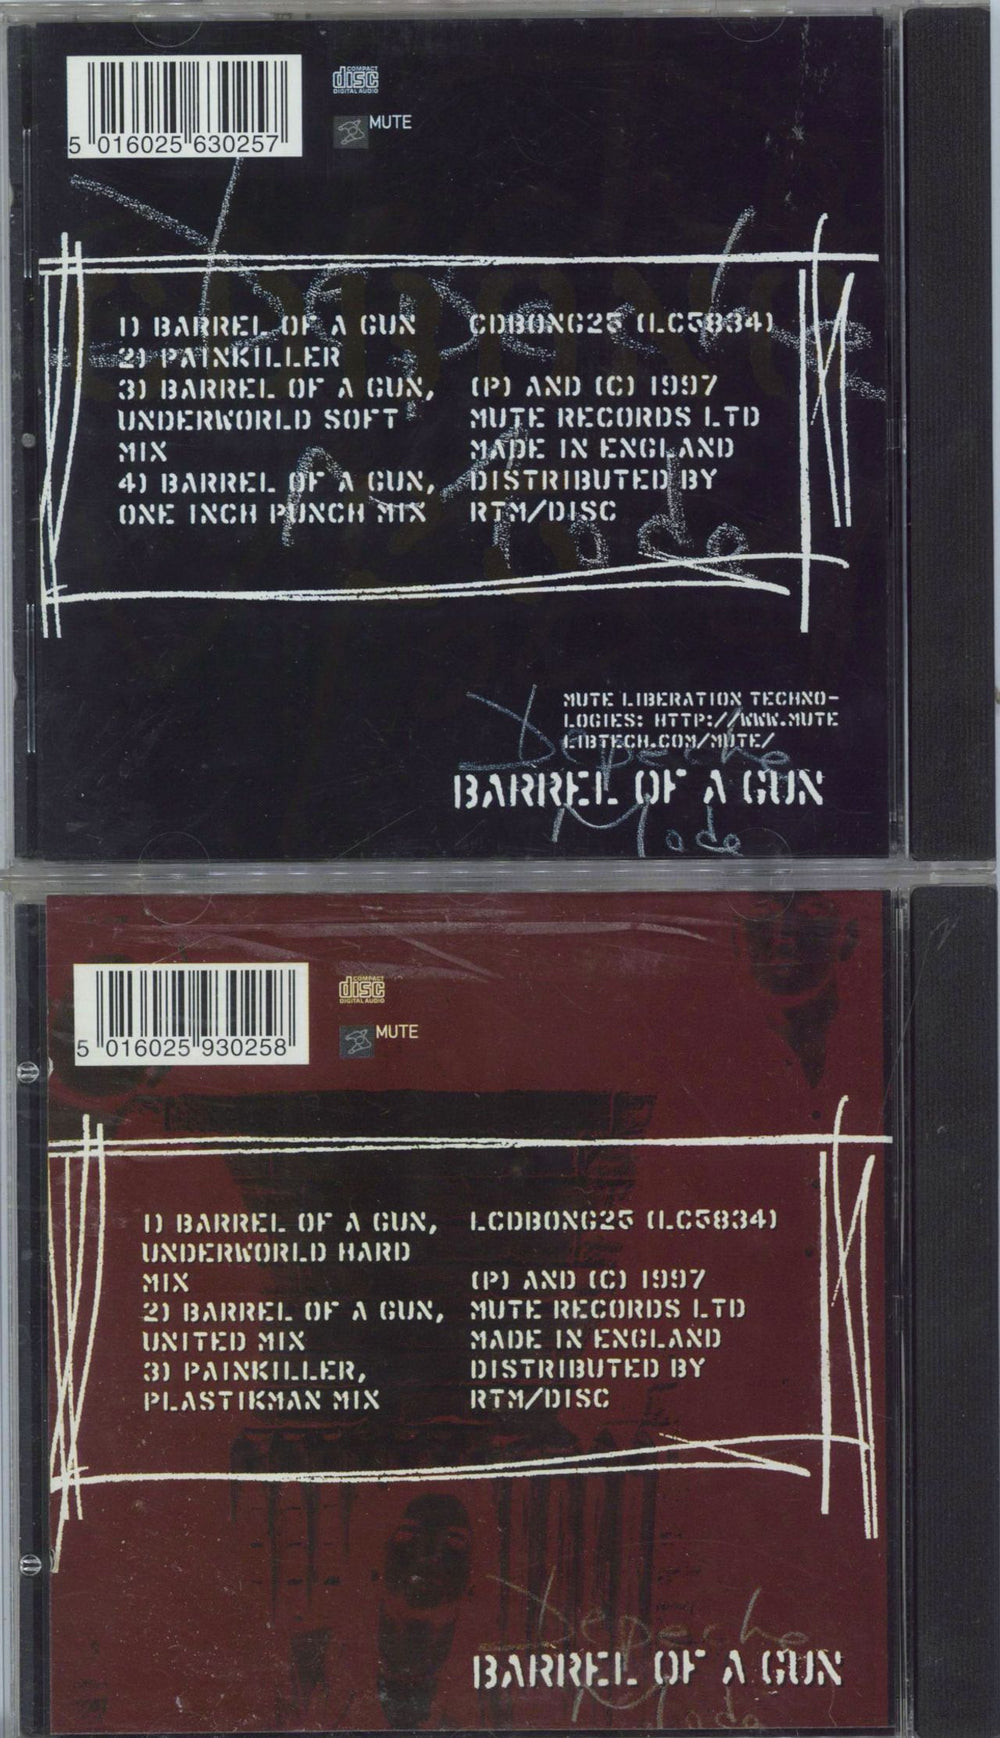 COMPACT
disc
DIGITAL AUDIO
MUTE
5 016025 630257
1) BARREL OF A GUN
2) PAINKILLER
3) BARREL OF A GUN,
UNDERWORLD SOFT
MIX
4) BARREL OF A GUN,
ONE INCH PUNCH MIX
CDBONG25 (LC5834)
(P) AND (C) 1997
MUTE RECORDS LTD
MADE IN ENGLAND
DISTRIBUTED BY
RTM/DISC
Depeche
Mode
MUTE LIBERATION TECHNO-
LOGIES: HTTP://WWW.MUTE
LIBTECH.COM/MUTE/
Depeche
BARREL OF A GUN
Mode
COMPACT
disc
DIGITAL AUDIO
MUTE
5 016025 930258
1) BARREL OF A GUN,
UNDERWORLD HARD
MIX
2) BARREL OF A GUN,
UNITED MIX
3) PAINKILLER,
PLASTIKMAN MIX
LCDBONG25 (LC5834)
(P) AND (C) 1997
MUTE RECORDS LTD
MADE IN ENGLAND
DISTRIBUTED BY
RTM/DISC
Depeche
BARREL OF A GUN
Mode